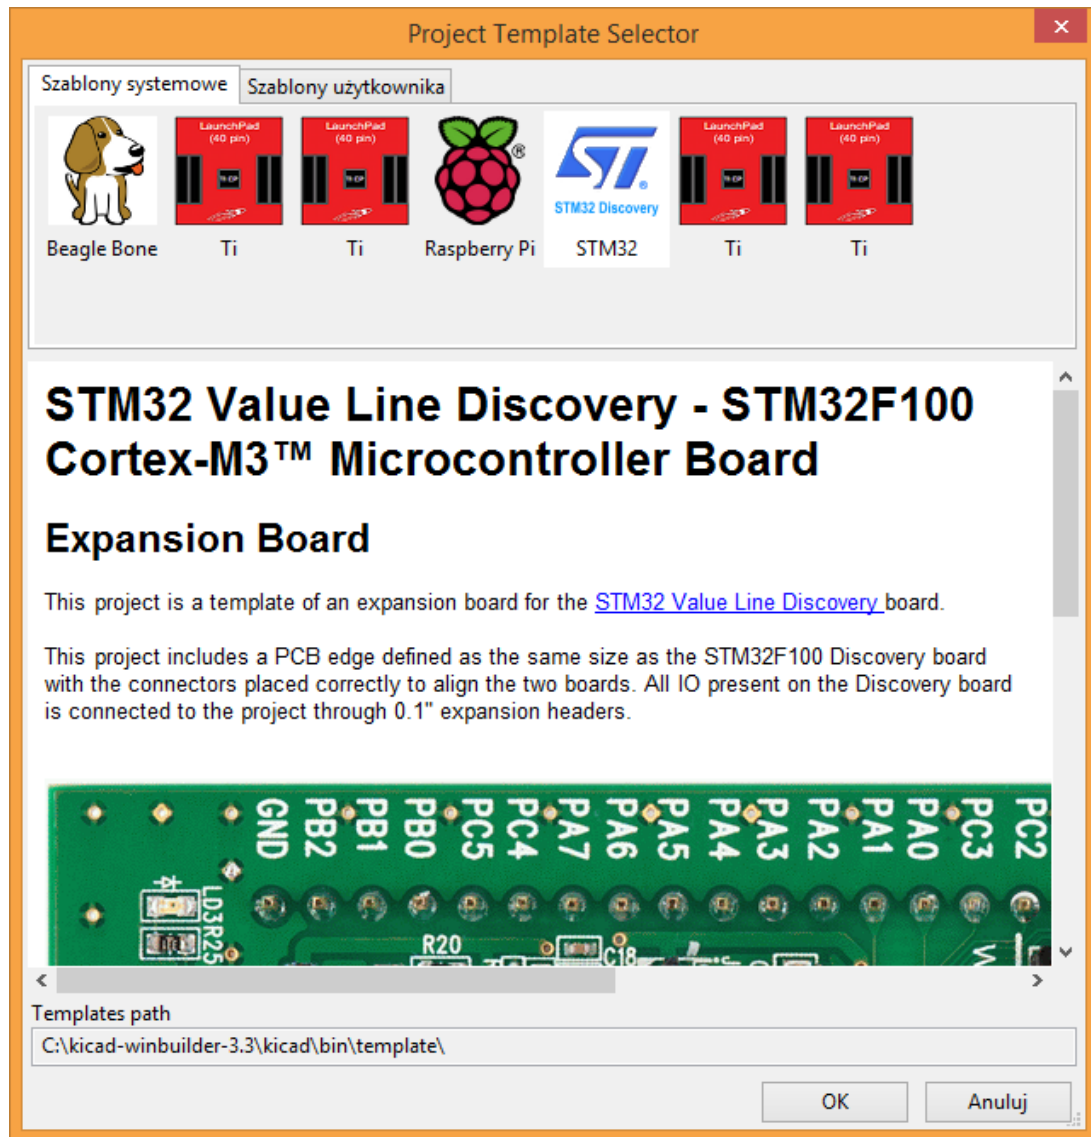 Project Template Selector
Szablony systemowe
Szablony użytkownika
LaunchPad
(40 pin)
LaunchPad
(40 pin)
®
STM32 Discovery
LaunchPad
(40 pin)
LaunchPad
(40 pin)
Beagle Bone
Ti
Ti
Raspberry Pi
STM32
Ti
Ti
STM32 Value Line Discovery - STM32F100
Cortex-M3™ Microcontroller Board
Expansion Board
This project is a template of an expansion board for the STM32 Value Line Discovery board.
This project includes a PCB edge defined as the same size as the STM32F100 Discovery board
with the connectors placed correctly to align the two boards. All IO present on the Discovery board
is connected to the project through 0.1" expansion headers.
GND
PB2
PB1
PB0
PC5
PC4
PA7
PA6
PA5
PA4
PA3
PA2
PA1
PA0
PC3
PC2
LD3
R25
R20
C18
Templates path
C:\kicad-winbuilder-3.3\kicad\bin\template\
OK
Anuluj